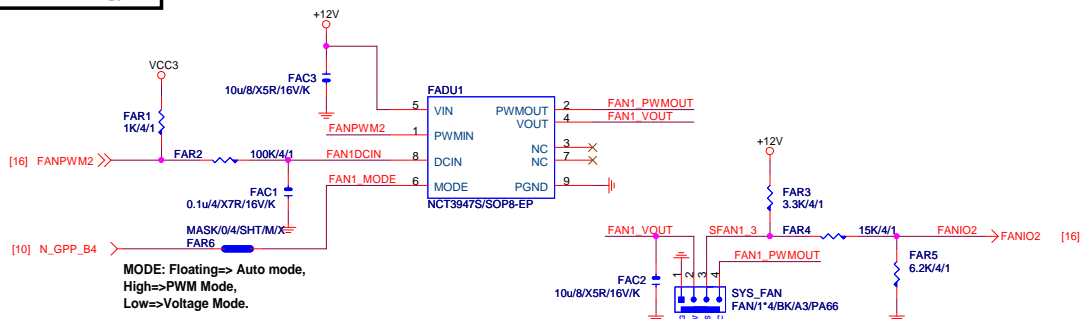 +12V
VCC3
FAC3
10u/8/X5R/16V/K
FAR1
1K/4/1
FADU1
5 VIN PWMOUT 2 FAN1_PWMOUT
VOUT 4 FAN1_VOUT
FANPWM2 1 PWMIN
NC 3
NC 7
[16] FANPWM2 FAR2 100K/4/1 FAN1DCIN 8 DCIN
FAN1_MODE 6 MODE PGND 9
NCT3947S/SOP8-EP
FAC1
0.1u/4/X7R/16V/K
MASK/0/4/SHT/M/X
[10] N_GPP_B4 FAR6
MODE: Floating=> Auto mode,
High=>PWM Mode,
Low=>Voltage Mode.
+12V
FAR3
3.3K/4/1
FAN1_VOUT SFAN1_3 FAR4 15K/4/1 FANIO2 FANIO2 [16]
FAN1_PWMOUT
FAR5
6.2K/4/1
FAC2
10u/8/X5R/16V/K
1 2 3 4
SYS_FAN
FAN/1*4/BK/A3/PA66